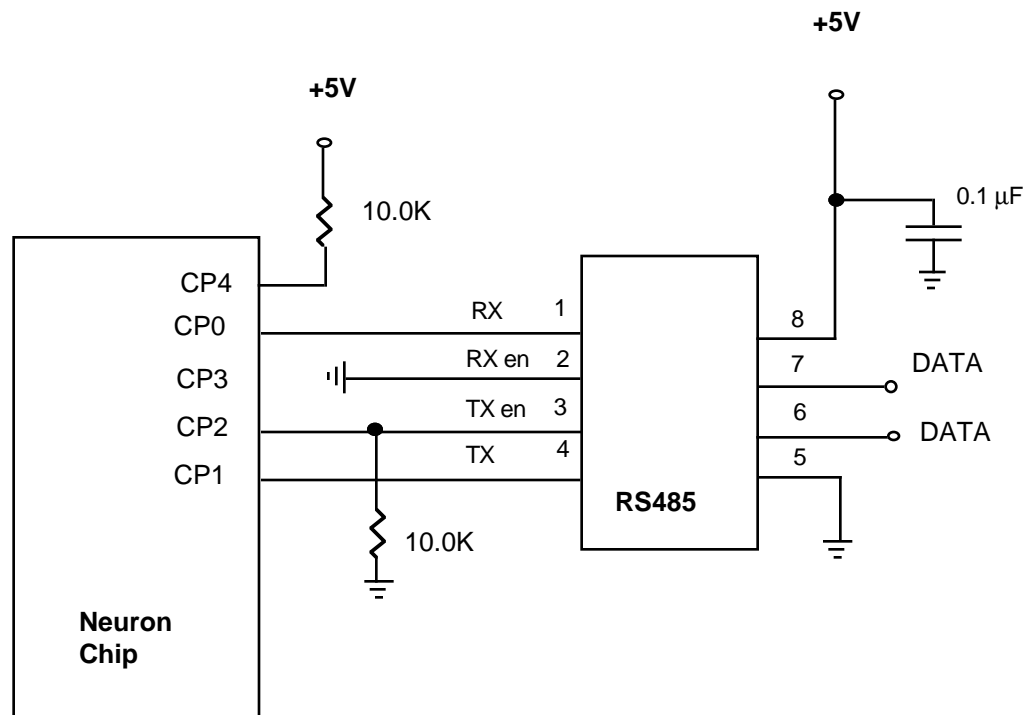 +5V
+5V
10.0K
0.1 μF
CP4
CP0
CP3
CP2
CP1
RX 1
RX en 2
TX en 3
TX 4
8
7
6
5
DATA
DATA
RS485
10.0K
Neuron
Chip